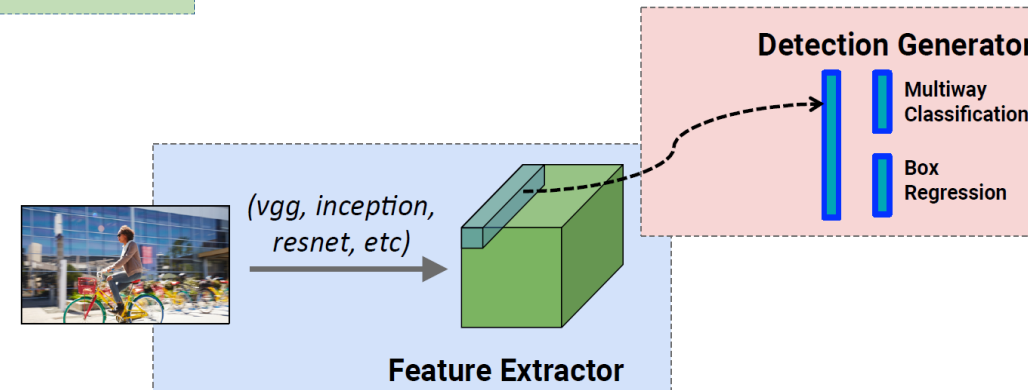 Detection Generator
Multiway
Classification
Box
Regression
(vgg, inception,
resnet, etc)
Feature Extractor